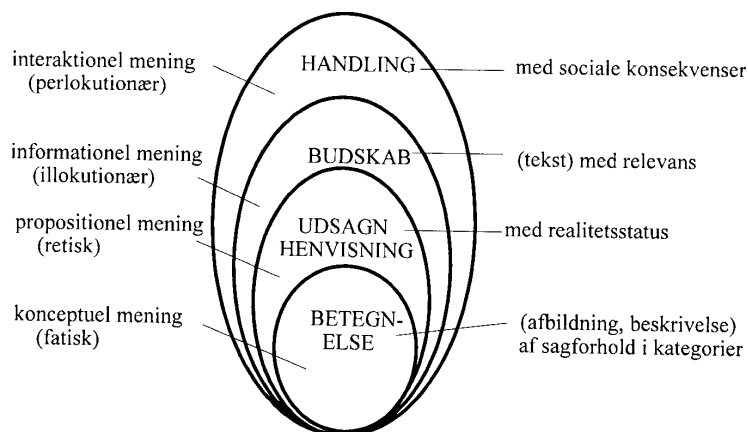 interaktionel mening
(perlokutionær)
HANDLING
med sociale konsekvenser
informationel mening
(illokutionær)
BUDSKAB
(tekst) med relevans
propositionel mening
(retisk)
UDSAGN
HENVISNING
med realitetsstatus
konceptuel mening
(fatisk)
BETEGN-
ELSE
(afbildning, beskrivelse)
af sagforhold i kategorier